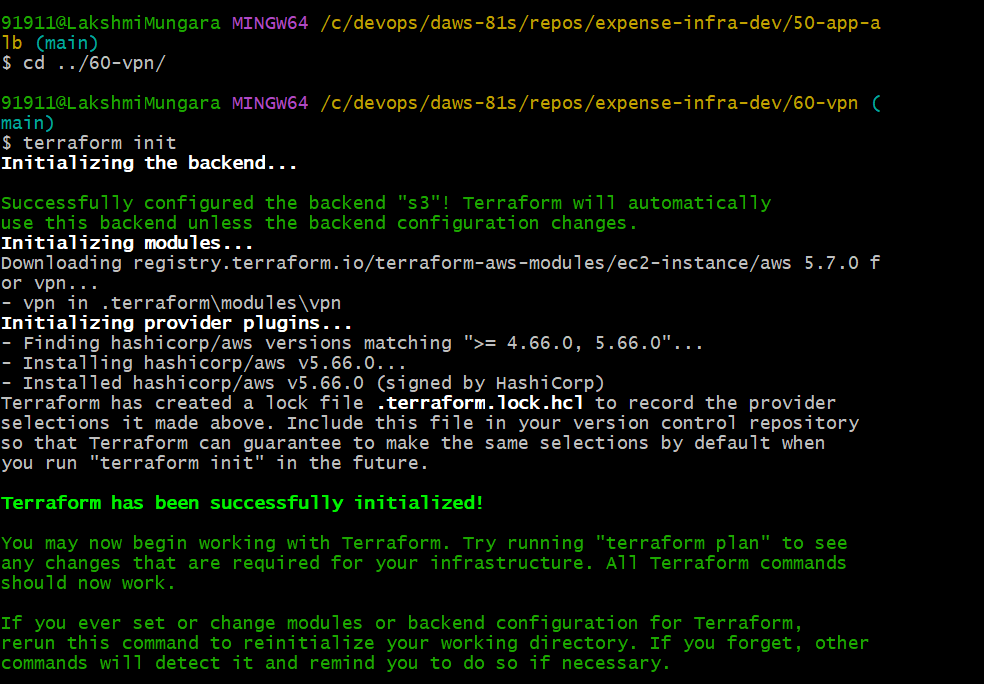 91911@LakshmiMungara MINGW64 /c/devops/daws-81s/repos/expense-infra-dev/50-app-a
lb (main)
$ cd ../60-vpn/
91911@LakshmiMungara MINGW64 /c/devops/daws-81s/repos/expense-infra-dev/60-vpn (
main)
$ terraform init
Initializing the backend...
Successfully configured the backend "s3"! Terraform will automatically
use this backend unless the backend configuration changes.
Initializing modules...
Downloading registry.terraform.io/terraform-aws-modules/ec2-instance/aws 5.7.0 f
or vpn...
- vpn in .terraform\modules\vpn
Initializing provider plugins...
- Finding hashicorp/aws versions matching ">= 4.66.0, 5.66.0"...
- Installing hashicorp/aws v5.66.0...
- Installed hashicorp/aws v5.66.0 (signed by HashiCorp)
Terraform has created a lock file .terraform.lock.hcl to record the provider
selections it made above. Include this file in your version control repository
so that Terraform can guarantee to make the same selections by default when
you run "terraform init" in the future.
Terraform has been successfully initialized!
You may now begin working with Terraform. Try running "terraform plan" to see
any changes that are required for your infrastructure. All Terraform commands
should now work.
If you ever set or change modules or backend configuration for Terraform,
rerun this command to reinitialize your working directory. If you forget, other
commands will detect it and remind you to do so if necessary.